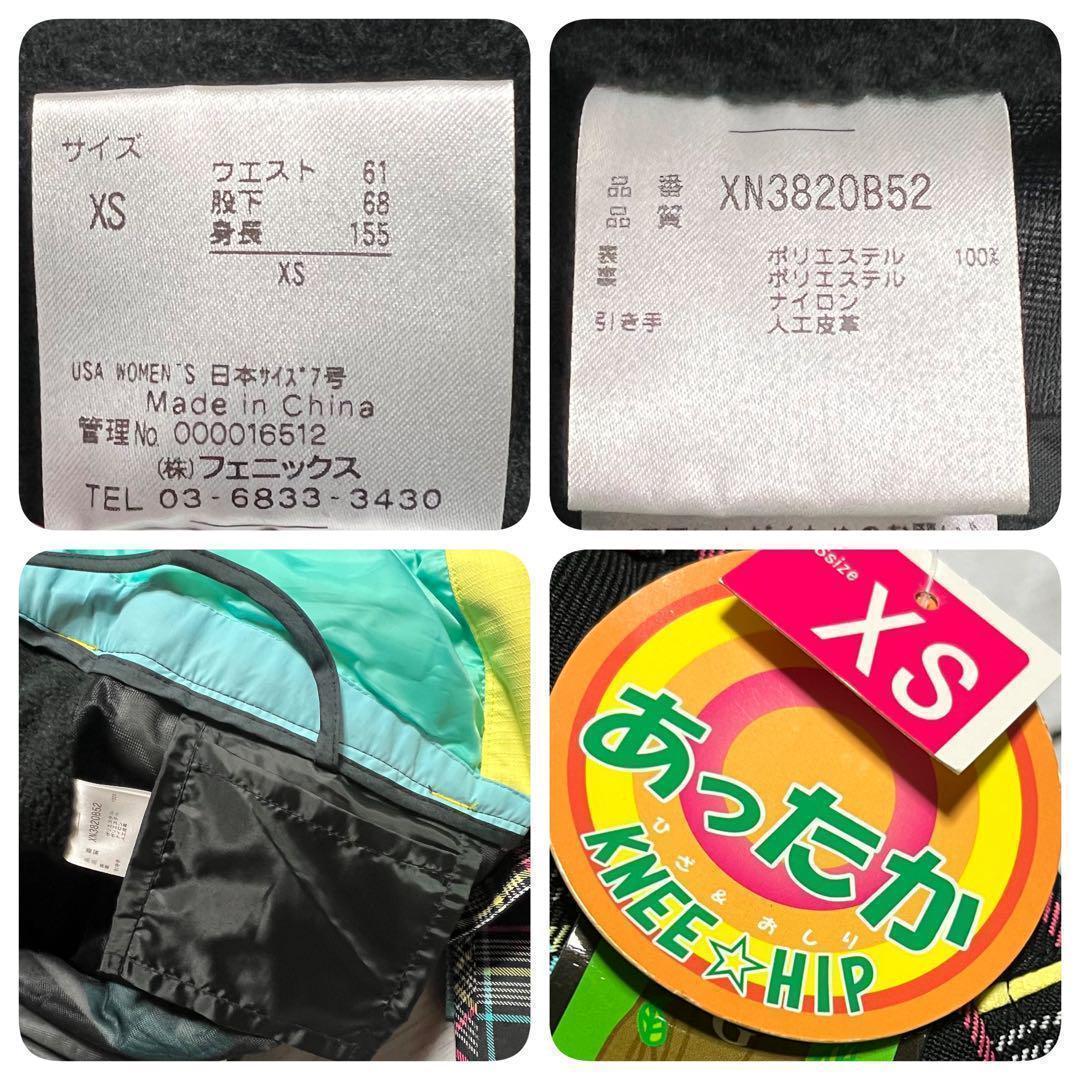 サイズ
XS
ウエスト 61
股下 68
身長 155
XS
USA WOMEN'S 日本サイズ7号
Made in China
管理No. 000016512
(株)フェニックス
TEL 03-6833-3430
品番 XN3820B52
品質
ポリエステル 100%
ポリエステル
ナイロン
引き手 人工皮革
XN3820B52
size
XS
あったか
ひざ&おしり
KNEE☆HIP
G